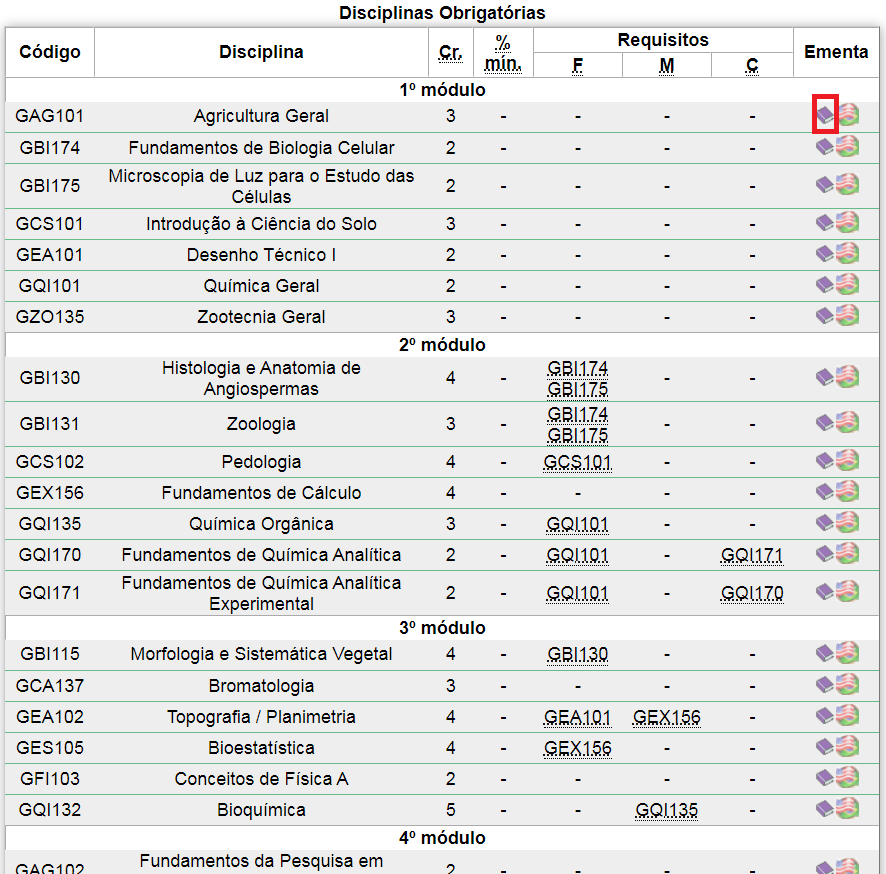 Disciplinas Obrigatórias
Código Disciplina Cr. % mín. Requisitos Ementa
F M C
1º módulo
GAG101 Agricultura Geral 3 - - - -
GBI174 Fundamentos de Biologia Celular 2 - - - -
GBI175 Microscopia de Luz para o Estudo das Células 2 - - - -
GCS101 Introdução à Ciência do Solo 3 - - - -
GEA101 Desenho Técnico I 2 - - - -
GQI101 Química Geral 2 - - - -
GZO135 Zootecnia Geral 3 - - - -
2º módulo
GBI130 Histologia e Anatomia de Angiospermas 4 - GBI174 GBI175 - -
GBI131 Zoologia 3 - GBI174 GBI175 - -
GCS102 Pedologia 4 - GCS101 - -
GEX156 Fundamentos de Cálculo 4 - - - -
GQI135 Química Orgânica 3 - GQI101 - -
GQI170 Fundamentos de Química Analítica 2 - GQI101 - GQI171
GQI171 Fundamentos de Química Analítica Experimental 2 - GQI101 - GQI170
3º módulo
GBI115 Morfologia e Sistemática Vegetal 4 - GBI130 - -
GCA137 Bromatologia 3 - - - -
GEA102 Topografia / Planimetria 4 - GEA101 GEX156 -
GES105 Bioestatística 4 - GEX156 - -
GFI103 Conceitos de Física A 2 - - - -
GQI132 Bioquímica 5 - - GQI135 -
4º módulo
GAG102 Fundamentos da Pesquisa em 2 - - - -